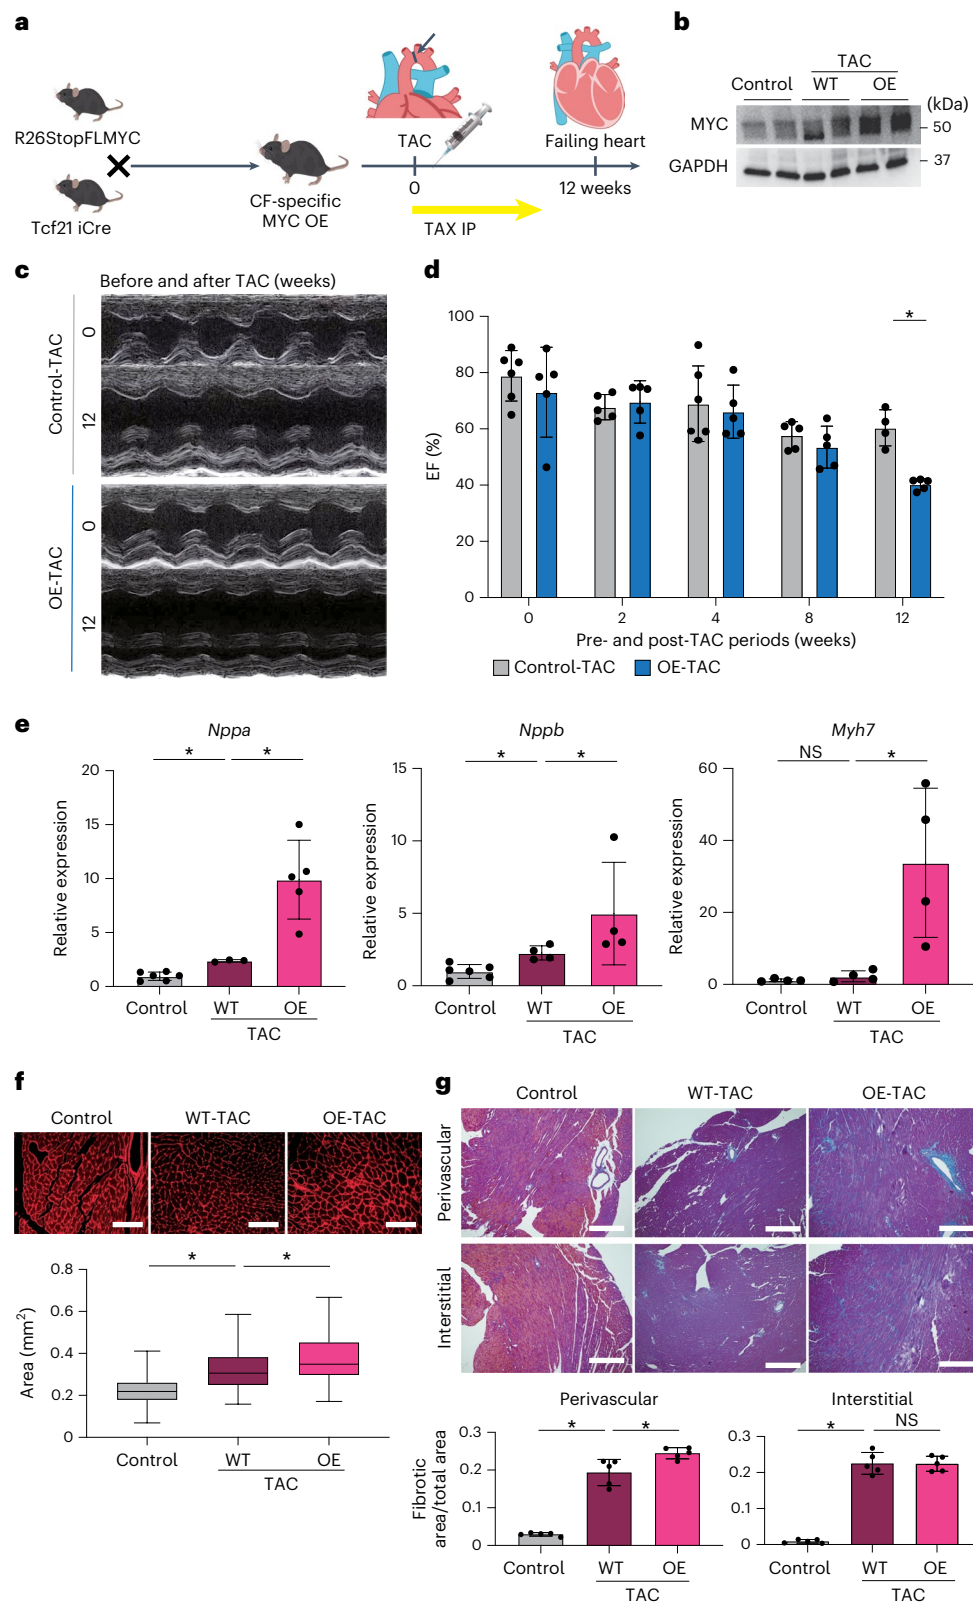 a
R26StopFLMYC
Tcf21 iCre
CF-specific
MYC OE
TAC
Failing heart
0
12 weeks
TAX IP
b
TAC
Control
WT
OE
(kDa)
MYC
50
GAPDH
37
c
Before and after TAC (weeks)
Control-TAC
0
12
OE-TAC
0
12
d
100
80
60
40
20
0
EF (%)
*
0
2
4
8
12
Pre- and post-TAC periods (weeks)
Control-TAC
OE-TAC
e
Nppa
* *
20
15
10
5
0
Relative expression
Control
WT
OE
TAC
Nppb
* *
15
10
5
0
Relative expression
Control
WT
OE
TAC
Myh7
NS *
60
40
20
0
Relative expression
Control
WT
OE
TAC
f
Control
WT-TAC
OE-TAC
* *
0.8
0.6
0.4
0.2
0
Area (mm²)
Control
WT
OE
TAC
g
Control
WT-TAC
OE-TAC
Perivascular
Interstitial
Perivascular
* *
0.3
0.2
0.1
0
Fibrotic
area/total area
Control
WT
OE
TAC
Interstitial
* NS
0.3
0.2
0.1
0
Control
WT
OE
TAC